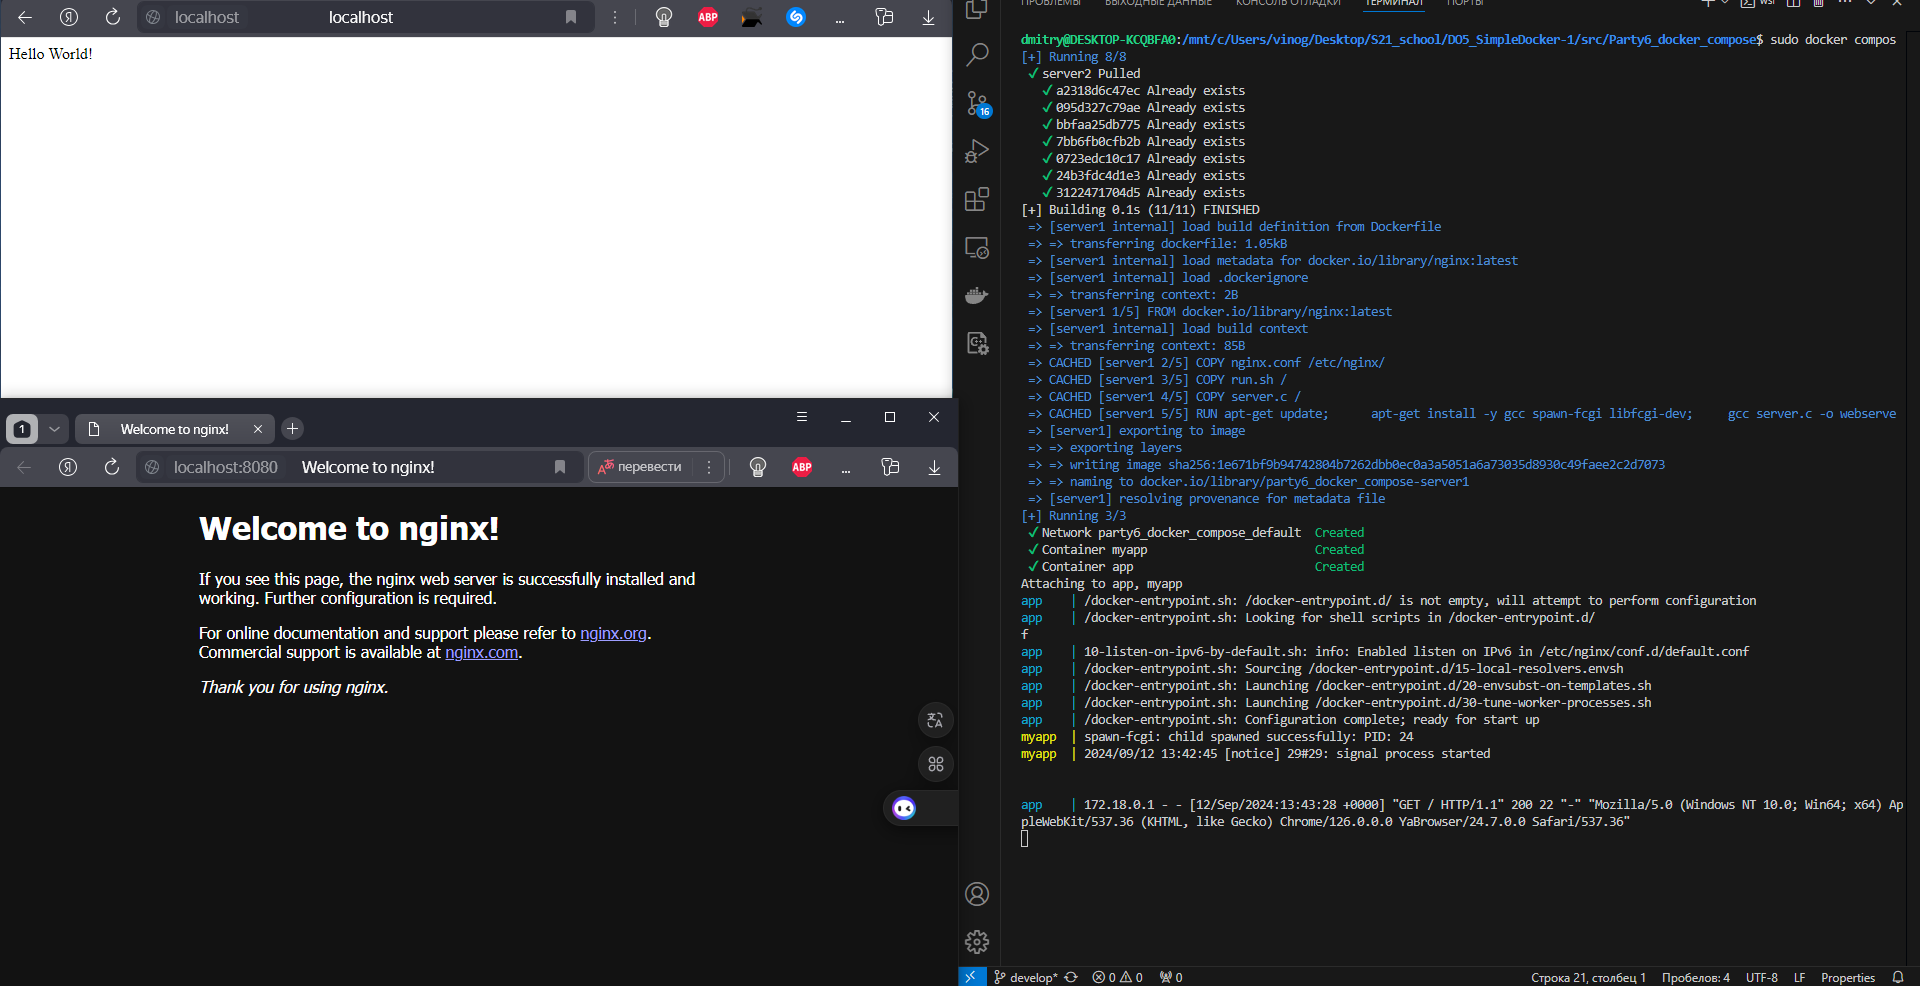 localhost
localhost
ABP
...
Hello World!
1
Welcome to nginx!
localhost:8080
Welcome to nginx!
перевести
ABP
...
Welcome to nginx!
If you see this page, the nginx web server is successfully installed and
working. Further configuration is required.
For online documentation and support please refer to nginx.org.
Commercial support is available at nginx.com.
Thank you for using nginx.
16
ПРОБЛЕМЫ
ВЫХОДНЫЕ ДАННЫЕ
КОНСОЛЬ ОТЛАДКИ
ТЕРМИНАЛ
ПОРТЫ
wsl
dmitry@DESKTOP-KCQBFA0:/mnt/c/Users/vinog/Desktop/S21_school/DO5_SimpleDocker-1/src/Party6_docker_compose$ sudo docker compos
[+] Running 8/8
✓ server2 Pulled
✓ a2318d6c47ec Already exists
✓ 095d327c79ae Already exists
✓ bbfaa25db775 Already exists
✓ 7bb6fb0cfb2b Already exists
✓ 0723edc10c17 Already exists
✓ 24b3fdc4d1e3 Already exists
✓ 3122471704d5 Already exists
[+] Building 0.1s (11/11) FINISHED
=> [server1 internal] load build definition from Dockerfile
=> => transferring dockerfile: 1.05kB
=> [server1 internal] load metadata for docker.io/library/nginx:latest
=> [server1 internal] load .dockerignore
=> => transferring context: 2B
=> [server1 1/5] FROM docker.io/library/nginx:latest
=> [server1 internal] load build context
=> => transferring context: 85B
=> CACHED [server1 2/5] COPY nginx.conf /etc/nginx/
=> CACHED [server1 3/5] COPY run.sh /
=> CACHED [server1 4/5] COPY server.c /
=> CACHED [server1 5/5] RUN apt-get update; apt-get install -y gcc spawn-fcgi libfcgi-dev; gcc server.c -o webserve
=> [server1] exporting to image
=> => exporting layers
=> => writing image sha256:1e671bf9b94742804b7262dbb0ec0a3a5051a6a73035d8930c49faee2c2d7073
=> => naming to docker.io/library/party6_docker_compose-server1
=> [server1] resolving provenance for metadata file
[+] Running 3/3
✓ Network party6_docker_compose_default Created
✓ Container myapp Created
✓ Container app Created
Attaching to app, myapp
app | /docker-entrypoint.sh: /docker-entrypoint.d/ is not empty, will attempt to perform configuration
app | /docker-entrypoint.sh: Looking for shell scripts in /docker-entrypoint.d/
f
app | 10-listen-on-ipv6-by-default.sh: info: Enabled listen on IPv6 in /etc/nginx/conf.d/default.conf
app | /docker-entrypoint.sh: Sourcing /docker-entrypoint.d/15-local-resolvers.envsh
app | /docker-entrypoint.sh: Launching /docker-entrypoint.d/20-envsubst-on-templates.sh
app | /docker-entrypoint.sh: Launching /docker-entrypoint.d/30-tune-worker-processes.sh
app | /docker-entrypoint.sh: Configuration complete; ready for start up
myapp | spawn-fcgi: child spawned successfully: PID: 24
myapp | 2024/09/12 13:42:45 [notice] 29#29: signal process started
app | 172.18.0.1 - - [12/Sep/2024:13:43:28 +0000] "GET / HTTP/1.1" 200 22 "-" "Mozilla/5.0 (Windows NT 10.0; Win64; x64) Ap
pleWebKit/537.36 (KHTML, like Gecko) Chrome/126.0.0.0 YaBrowser/24.7.0.0 Safari/537.36"
develop* 0 0 0
Строка 21, столбец 1 Пробелов: 4 UTF-8 LF Properties